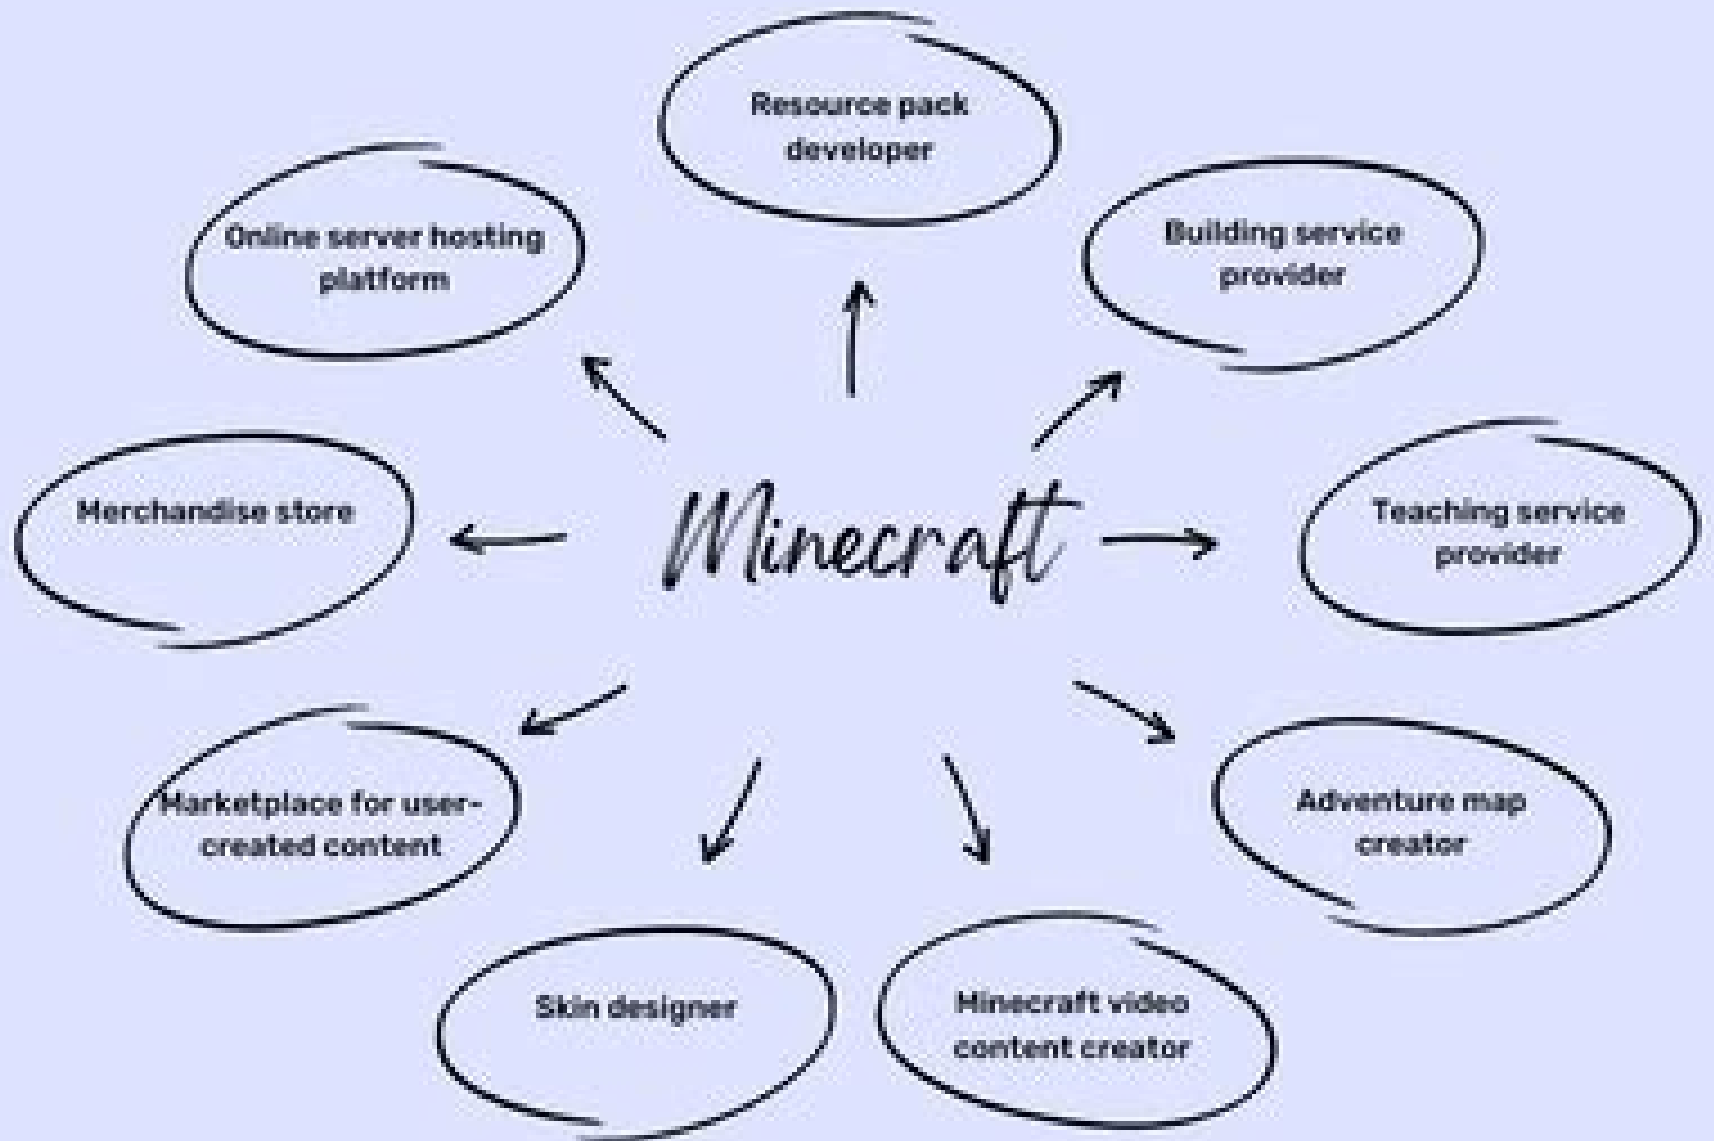 Resource pack
developer
Online server hosting
platform
Building service
provider
Merchandise store
Minecraft
Teaching service
provider
Marketplace for user-
created content
Adventure map
creator
Skin designer
Minecraft video
content creator